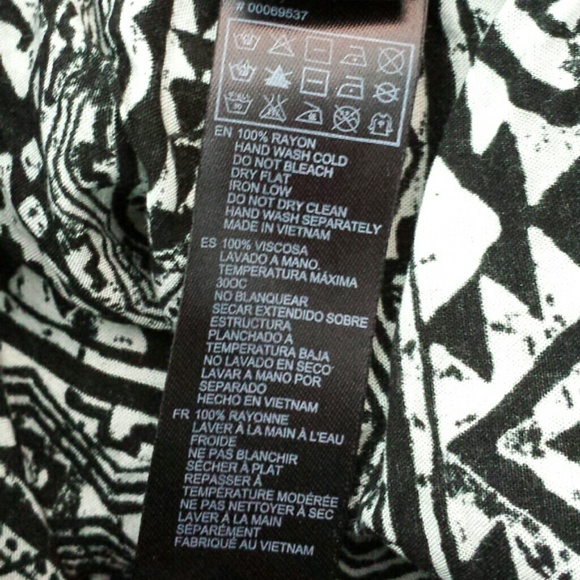 # 00069537
EN 100% RAYON
HAND WASH COLD
DO NOT BLEACH
DRY FLAT
IRON LOW
DO NOT DRY CLEAN
HAND WASH SEPARATELY
MADE IN VIETNAM
ES 100% VISCOSA
LAVADO A MANO.
TEMPERATURA MÁXIMA
30OC
NO BLANQUEAR
SECAR EXTENDIDO SOBRE
ESTRUCTURA
PLANCHADO A
TEMPERATURA BAJA
NO LAVADO EN SECO
LAVAR A MANO POR
SEPARADO
HECHO EN VIETNAM
FR 100% RAYONNE
LAVER À LA MAIN À L'EAU
FROIDE
NE PAS BLANCHIR
SÉCHER À PLAT
REPASSER À
TEMPÉRATURE MODÉRÉE
NE PAS NETTOYER À SEC
LAVER À LA MAIN
SÉPARÉMENT
FABRIQUÉ AU VIETNAM